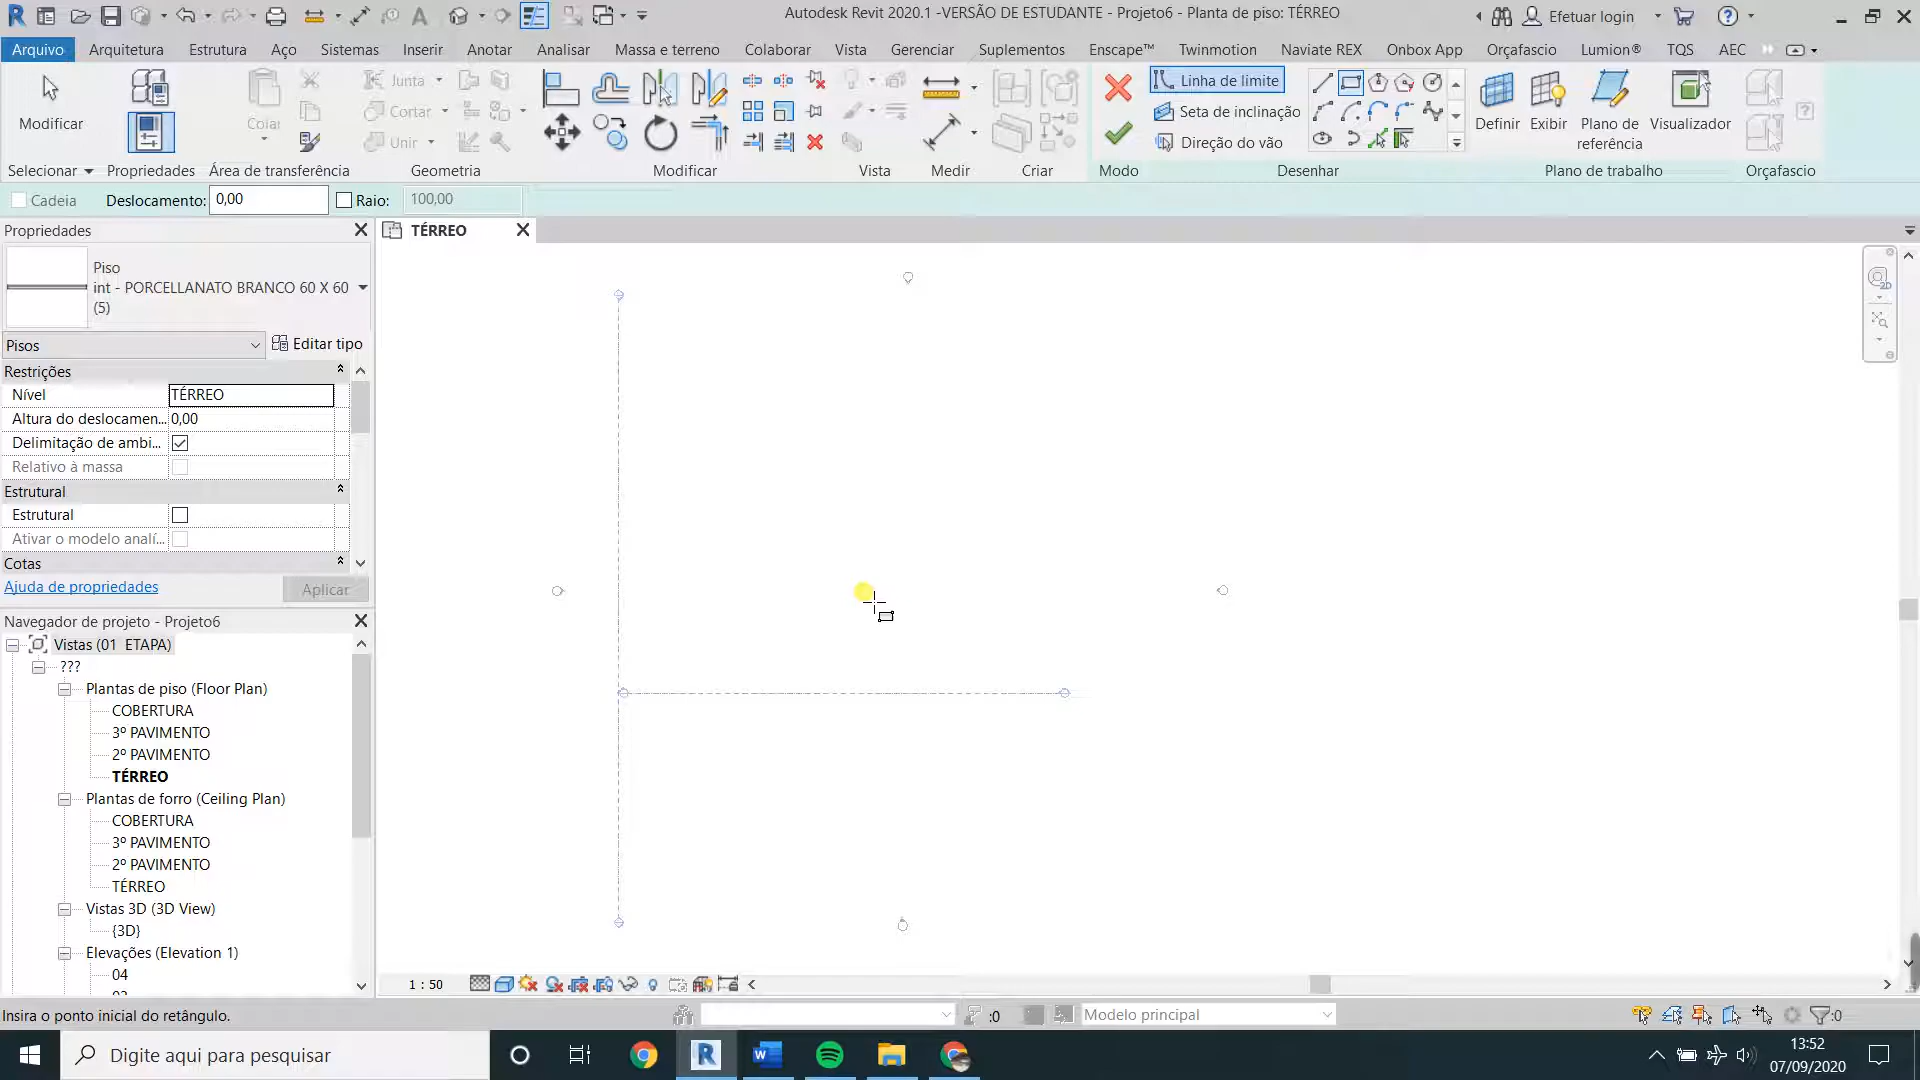 Autodesk Revit 2020.1 -VERSÃO DE ESTUDANTE - Projeto6 - Planta de piso: TÉRREO
Efetuar login
Arquivo
Arquitetura
Estrutura
Aço
Sistemas
Inserir
Anotar
Analisar
Massa e terreno
Colaborar
Vista
Gerenciar
Suplementos
Enscape™
Twinmotion
Naviate REX
Onbox App
Orçafascio
Lumion®
TQS
AEC
Modificar
Colar
Junta
Cortar
Unir
Linha de limite
Seta de inclinação
Direção do vão
Definir
Exibir
Plano de
referência
Visualizador
Selecionar
Propriedades
Área de transferência
Geometria
Modificar
Vista
Medir
Criar
Modo
Desenhar
Plano de trabalho
Orçafascio
Cadeia
Deslocamento:
0,00
Raio:
100,00
Propriedades
TÉRREO
Piso
int - PORCELLANATO BRANCO 60 X 60
(5)
Pisos
Editar tipo
Restrições
Nível
TÉRREO
Altura do deslocamen...
0,00
Delimitação de ambi...
Relativo à massa
Estrutural
Estrutural
Ativar o modelo analí...
Cotas
Ajuda de propriedades
Aplicar
Navegador de projeto - Projeto6
Vistas (01 ETAPA)
???
Plantas de piso (Floor Plan)
COBERTURA
3º PAVIMENTO
2º PAVIMENTO
TÉRREO
Plantas de forro (Ceiling Plan)
COBERTURA
3º PAVIMENTO
2º PAVIMENTO
TÉRREO
Vistas 3D (3D View)
{3D}
Elevações (Elevation 1)
04
1 : 50
Insira o ponto inicial do retângulo.
:0
Modelo principal
:0
Digite aqui para pesquisar
13:52
07/09/2020